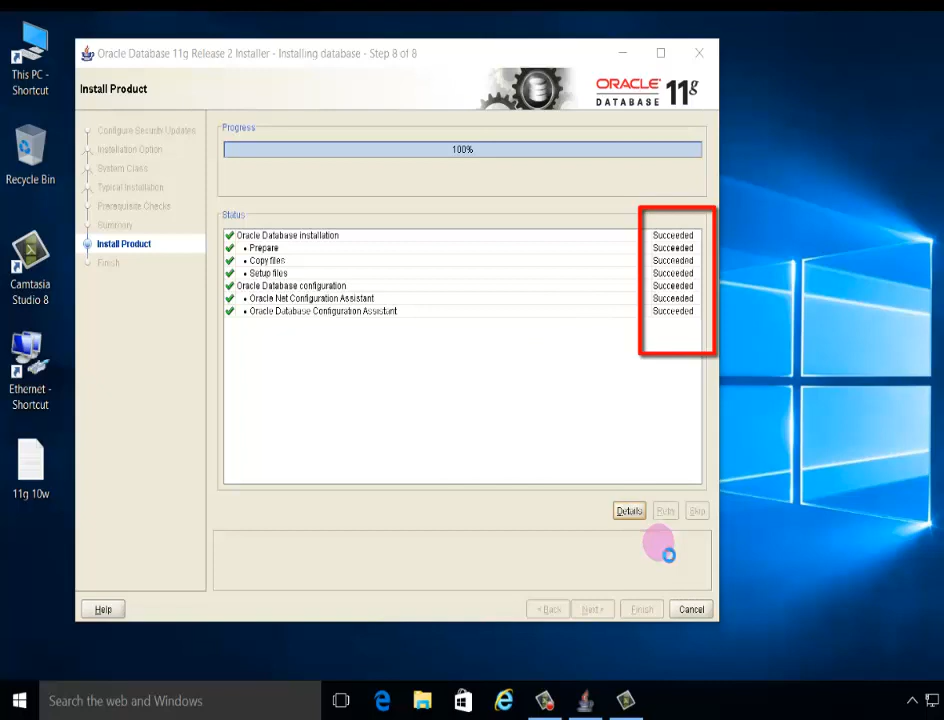 This PC -
Shortcut
Recycle Bin
Camtasia
Studio 8
Ethernet -
Shortcut
11g 10w
Oracle Database 11g Release 2 Installer - Installing database - Step 8 of 8
Install Product
ORACLE 11g
DATABASE
Configure Security Updates
Installation Option
System Class
Typical Installation
Prerequisite Checks
Summary
Install Product
Finish
Progress
100%
Status
Oracle Database installation Succeeded
• Prepare Succeeded
• Copy files Succeeded
• Setup files Succeeded
Oracle Database configuration Succeeded
• Oracle Net Configuration Assistant Succeeded
• Oracle Database Configuration Assistant Succeeded
Details Retry Skip
Help < Back Next > Finish Cancel
Search the web and Windows